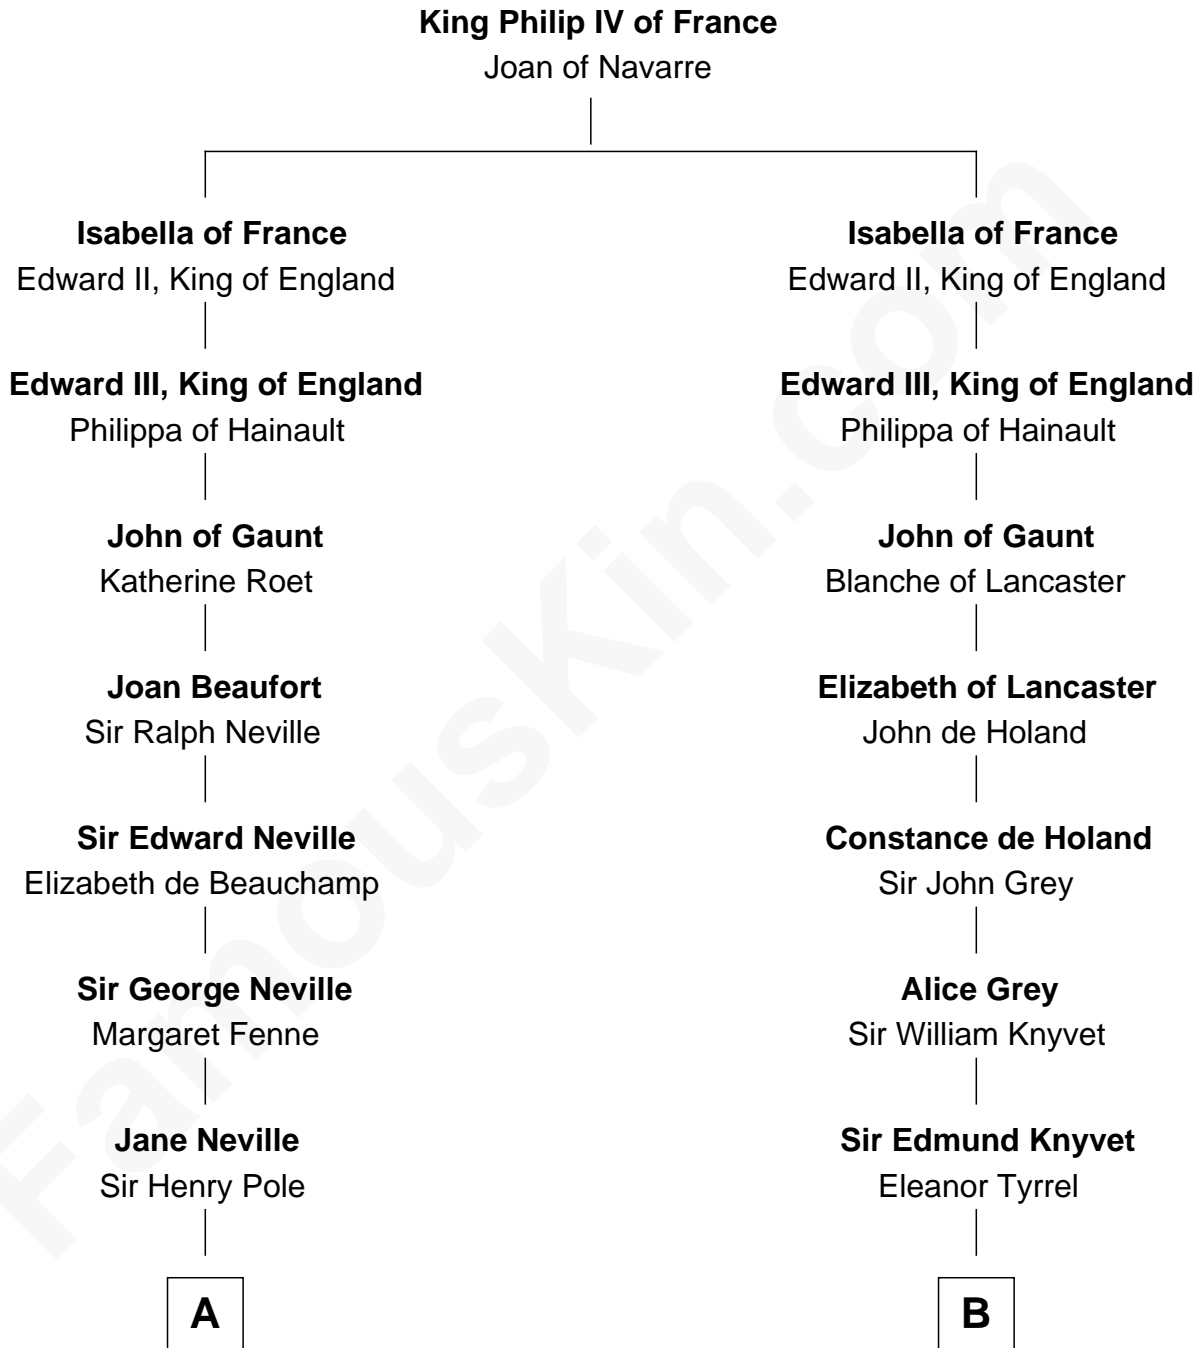 King Philip IV of France
Joan of Navarre
Isabella of France
Edward II, King of England
Edward III, King of England
Philippa of Hainault
John of Gaunt
Katherine Roet
Joan Beaufort
Sir Ralph Neville
Sir Edward Neville
Elizabeth de Beauchamp
Sir George Neville
Margaret Fenne
Jane Neville
Sir Henry Pole
A
Isabella of France
Edward II, King of England
Edward III, King of England
Philippa of Hainault
John of Gaunt
Blanche of Lancaster
Elizabeth of Lancaster
John de Holand
Constance de Holand
Sir John Grey
Alice Grey
Sir William Knyvet
Sir Edmund Knyvet
Eleanor Tyrrel
B
FamousKin.com